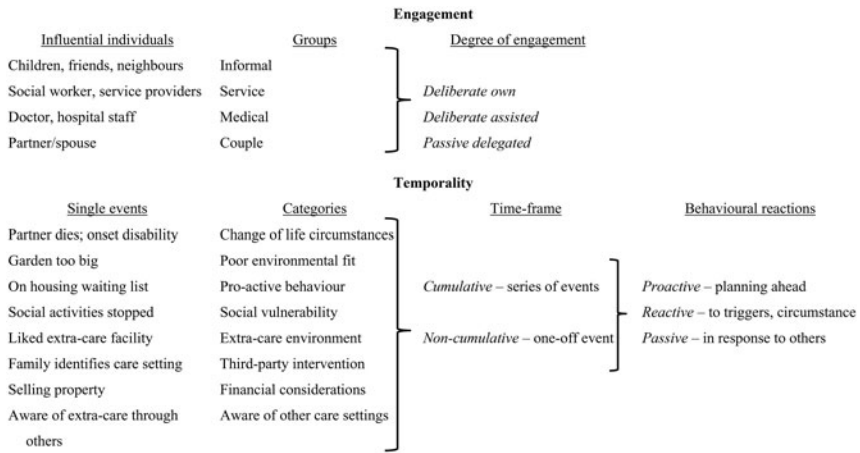 Engagement
Influential individuals Groups Degree of engagement
Children, friends, neighbours Informal
Social worker, service providers Service Deliberate own
Doctor, hospital staff Medical Deliberate assisted
Partner/spouse Couple Passive delegated
Temporality
Single events Categories Time-frame Behavioural reactions
Partner dies; onset disability Change of life circumstances
Garden too big Poor environmental fit
On housing waiting list Pro-active behaviour Cumulative – series of events Proactive – planning ahead
Social activities stopped Social vulnerability Reactive – to triggers, circumstance
Liked extra-care facility Extra-care environment Non-cumulative – one-off event Passive – in response to others
Family identifies care setting Third-party intervention
Selling property Financial considerations
Aware of extra-care through Aware of other care settings
others